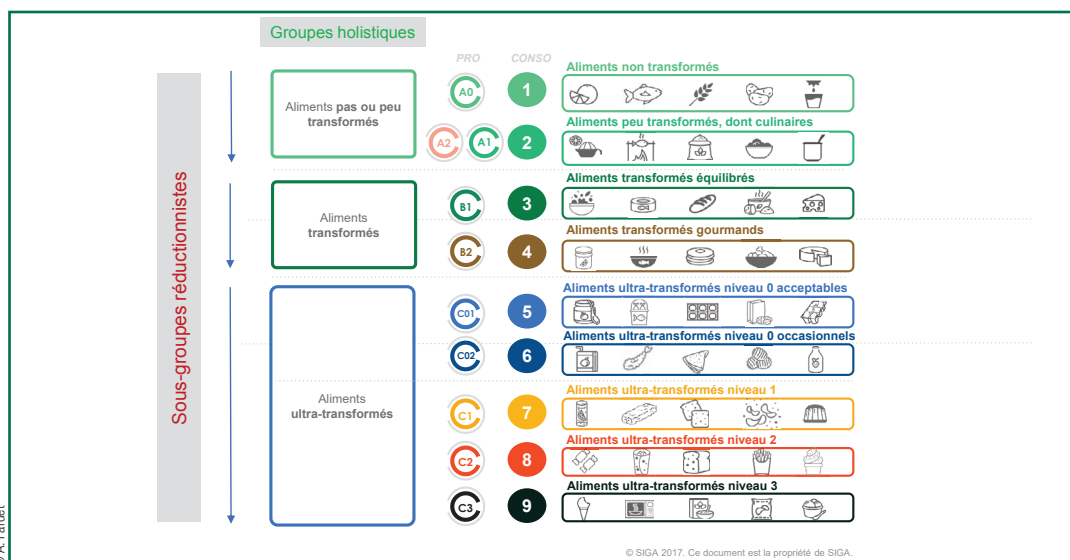 Groupes holistiques
PRO
CONSO
Sous-groupes réductionnistes
Aliments pas ou peu
transformés
A0
1
Aliments non transformés
A2
A1
2
Aliments peu transformés, dont culinaires
Aliments
transformés
B1
3
Aliments transformés équilibrés
B2
4
Aliments transformés gourmands
Aliments
ultra-transformés
C01
5
Aliments ultra-transformés niveau 0 acceptables
C02
6
Aliments ultra-transformés niveau 0 occasionnels
C1
7
Aliments ultra-transformés niveau 1
C2
8
Aliments ultra-transformés niveau 2
C3
9
Aliments ultra-transformés niveau 3
© SIGA 2017. Ce document est la propriété de SIGA.